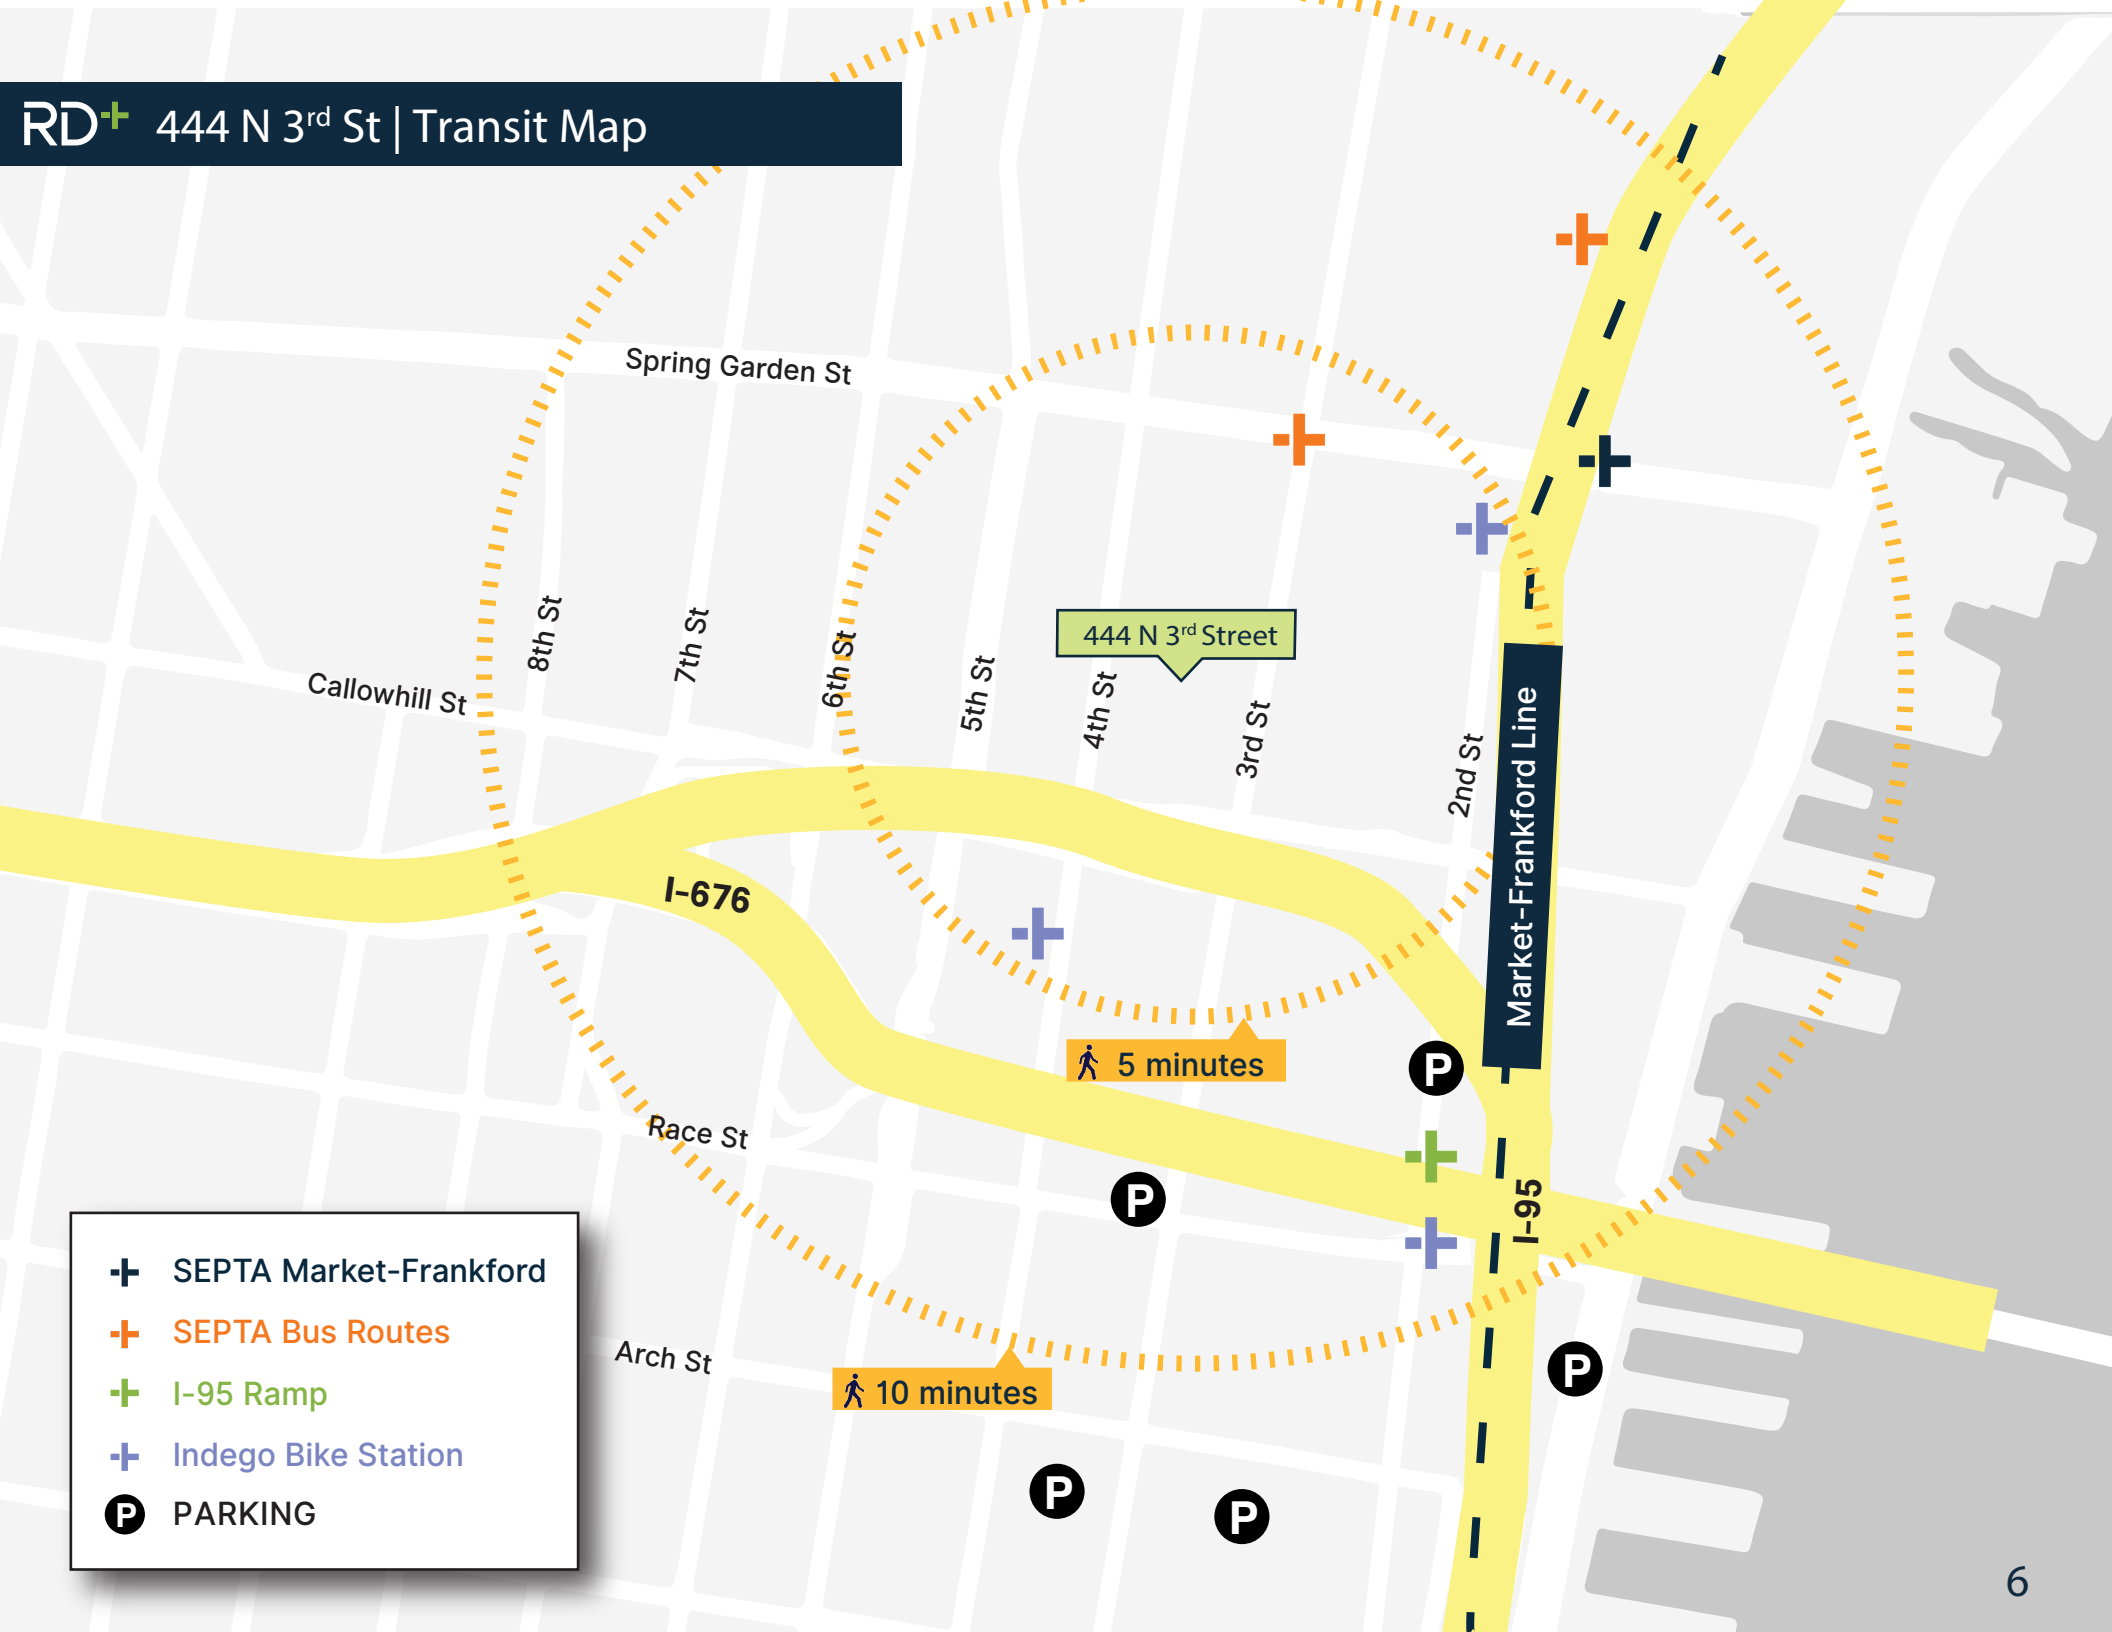 RD+ 444 N 3rd St | Transit Map
Spring Garden St
8th St
7th St
6th St
5th St
4th St
3rd St
2nd St
444 N 3rd Street
Callowhill St
Market-Frankford Line
I-676
5 minutes
P
Race St
P
I-95
10 minutes
Arch St
P
P
P
SEPTA Market-Frankford
SEPTA Bus Routes
I-95 Ramp
Indego Bike Station
P PARKING
6